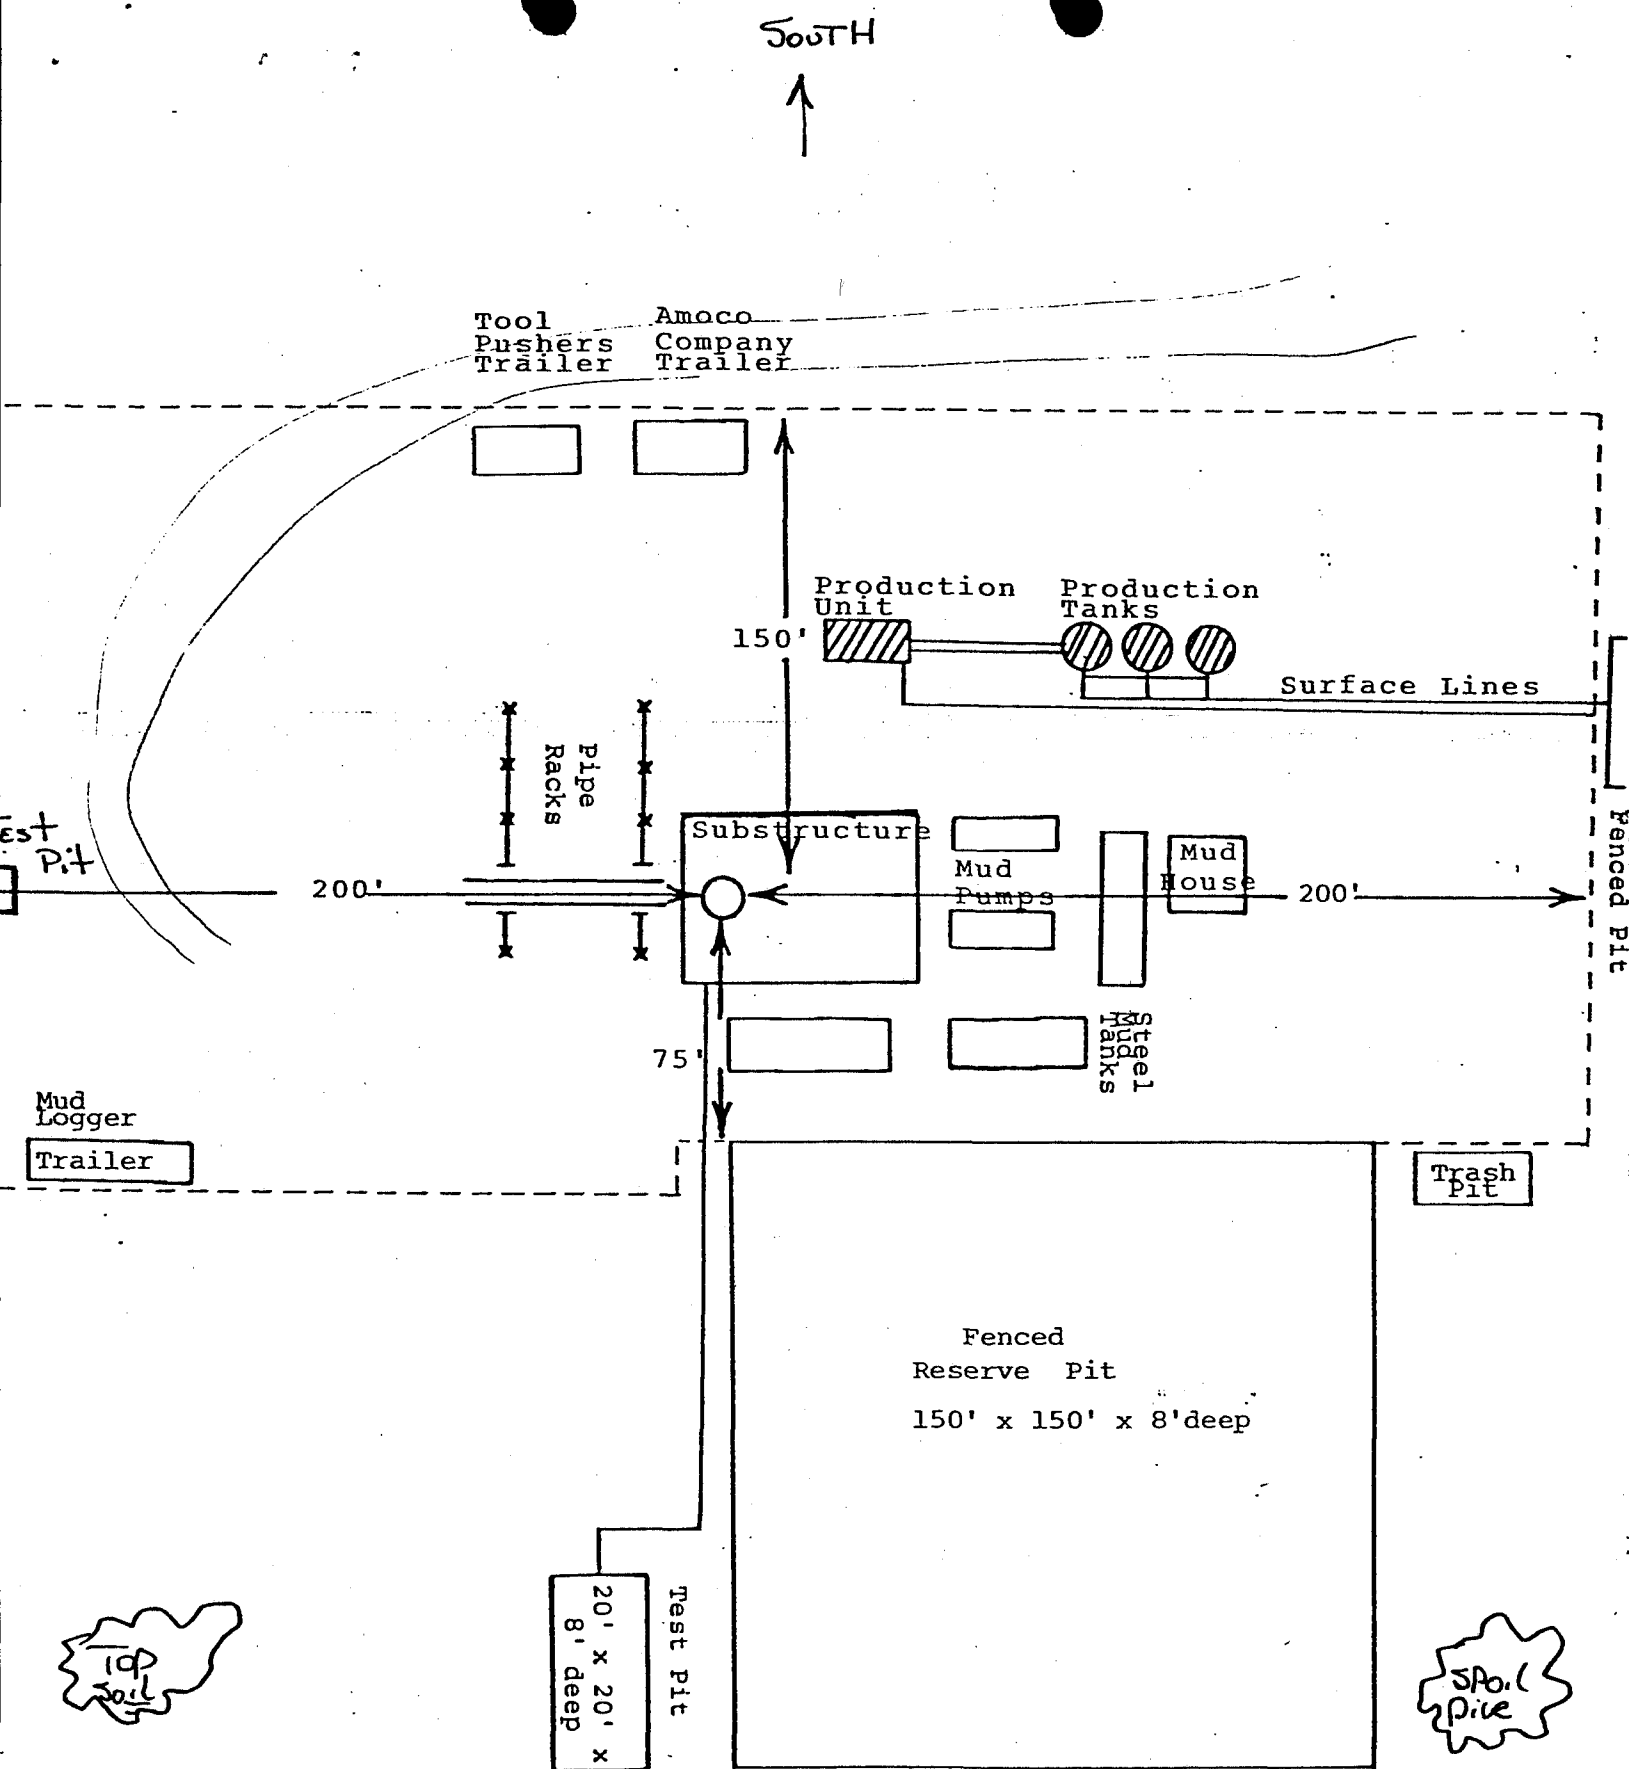 SOUTH
Tool
Pushers
Trailer
Amoco
Company
Trailer
Production
Unit
Production
Tanks
150'
Surface Lines
Pipe
Racks
Fenced Pit
Substructure
Mud
Pumps
Mud
House
est
Pit
200'
200'
Steel
Mud
Tanks
75'
Mud
Logger
Trailer
Trash
Pit
Fenced
Reserve Pit
150' x 150' x 8'deep
Test Pit
20' x 20' x
8' deep
Top
Soil
Spoil
pile